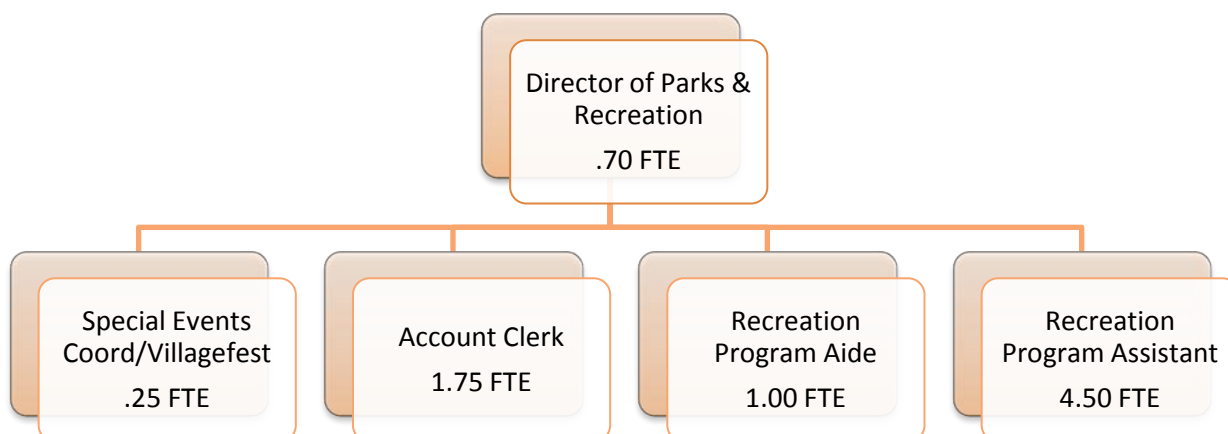 Director of Parks &
Recreation
.70 FTE
Special Events
Coord/Villagefest
.25 FTE
Account Clerk
1.75 FTE
Recreation
Program Aide
1.00 FTE
Recreation
Program Assistant
4.50 FTE